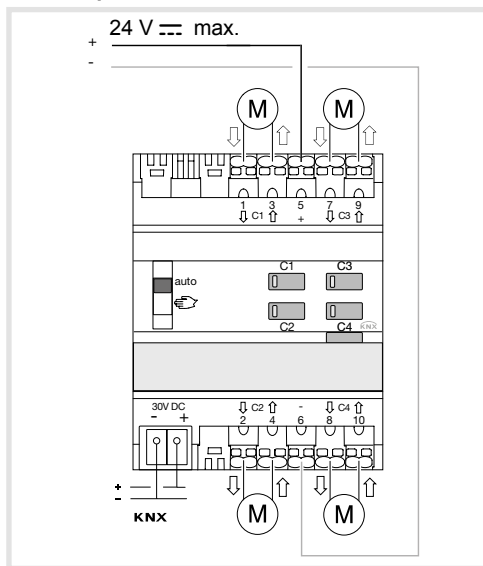 24 V ⎓ max.
+
-
M M
1 3 5 7 9
⇩ C1 ⇧ + ⇩ C3 ⇧
C1 C3
auto
C2 C4 KNX
30V DC ⇩ C2 ⇧ - ⇩ C4 ⇧
- + 2 4 6 8 10
+
-
KNX M M